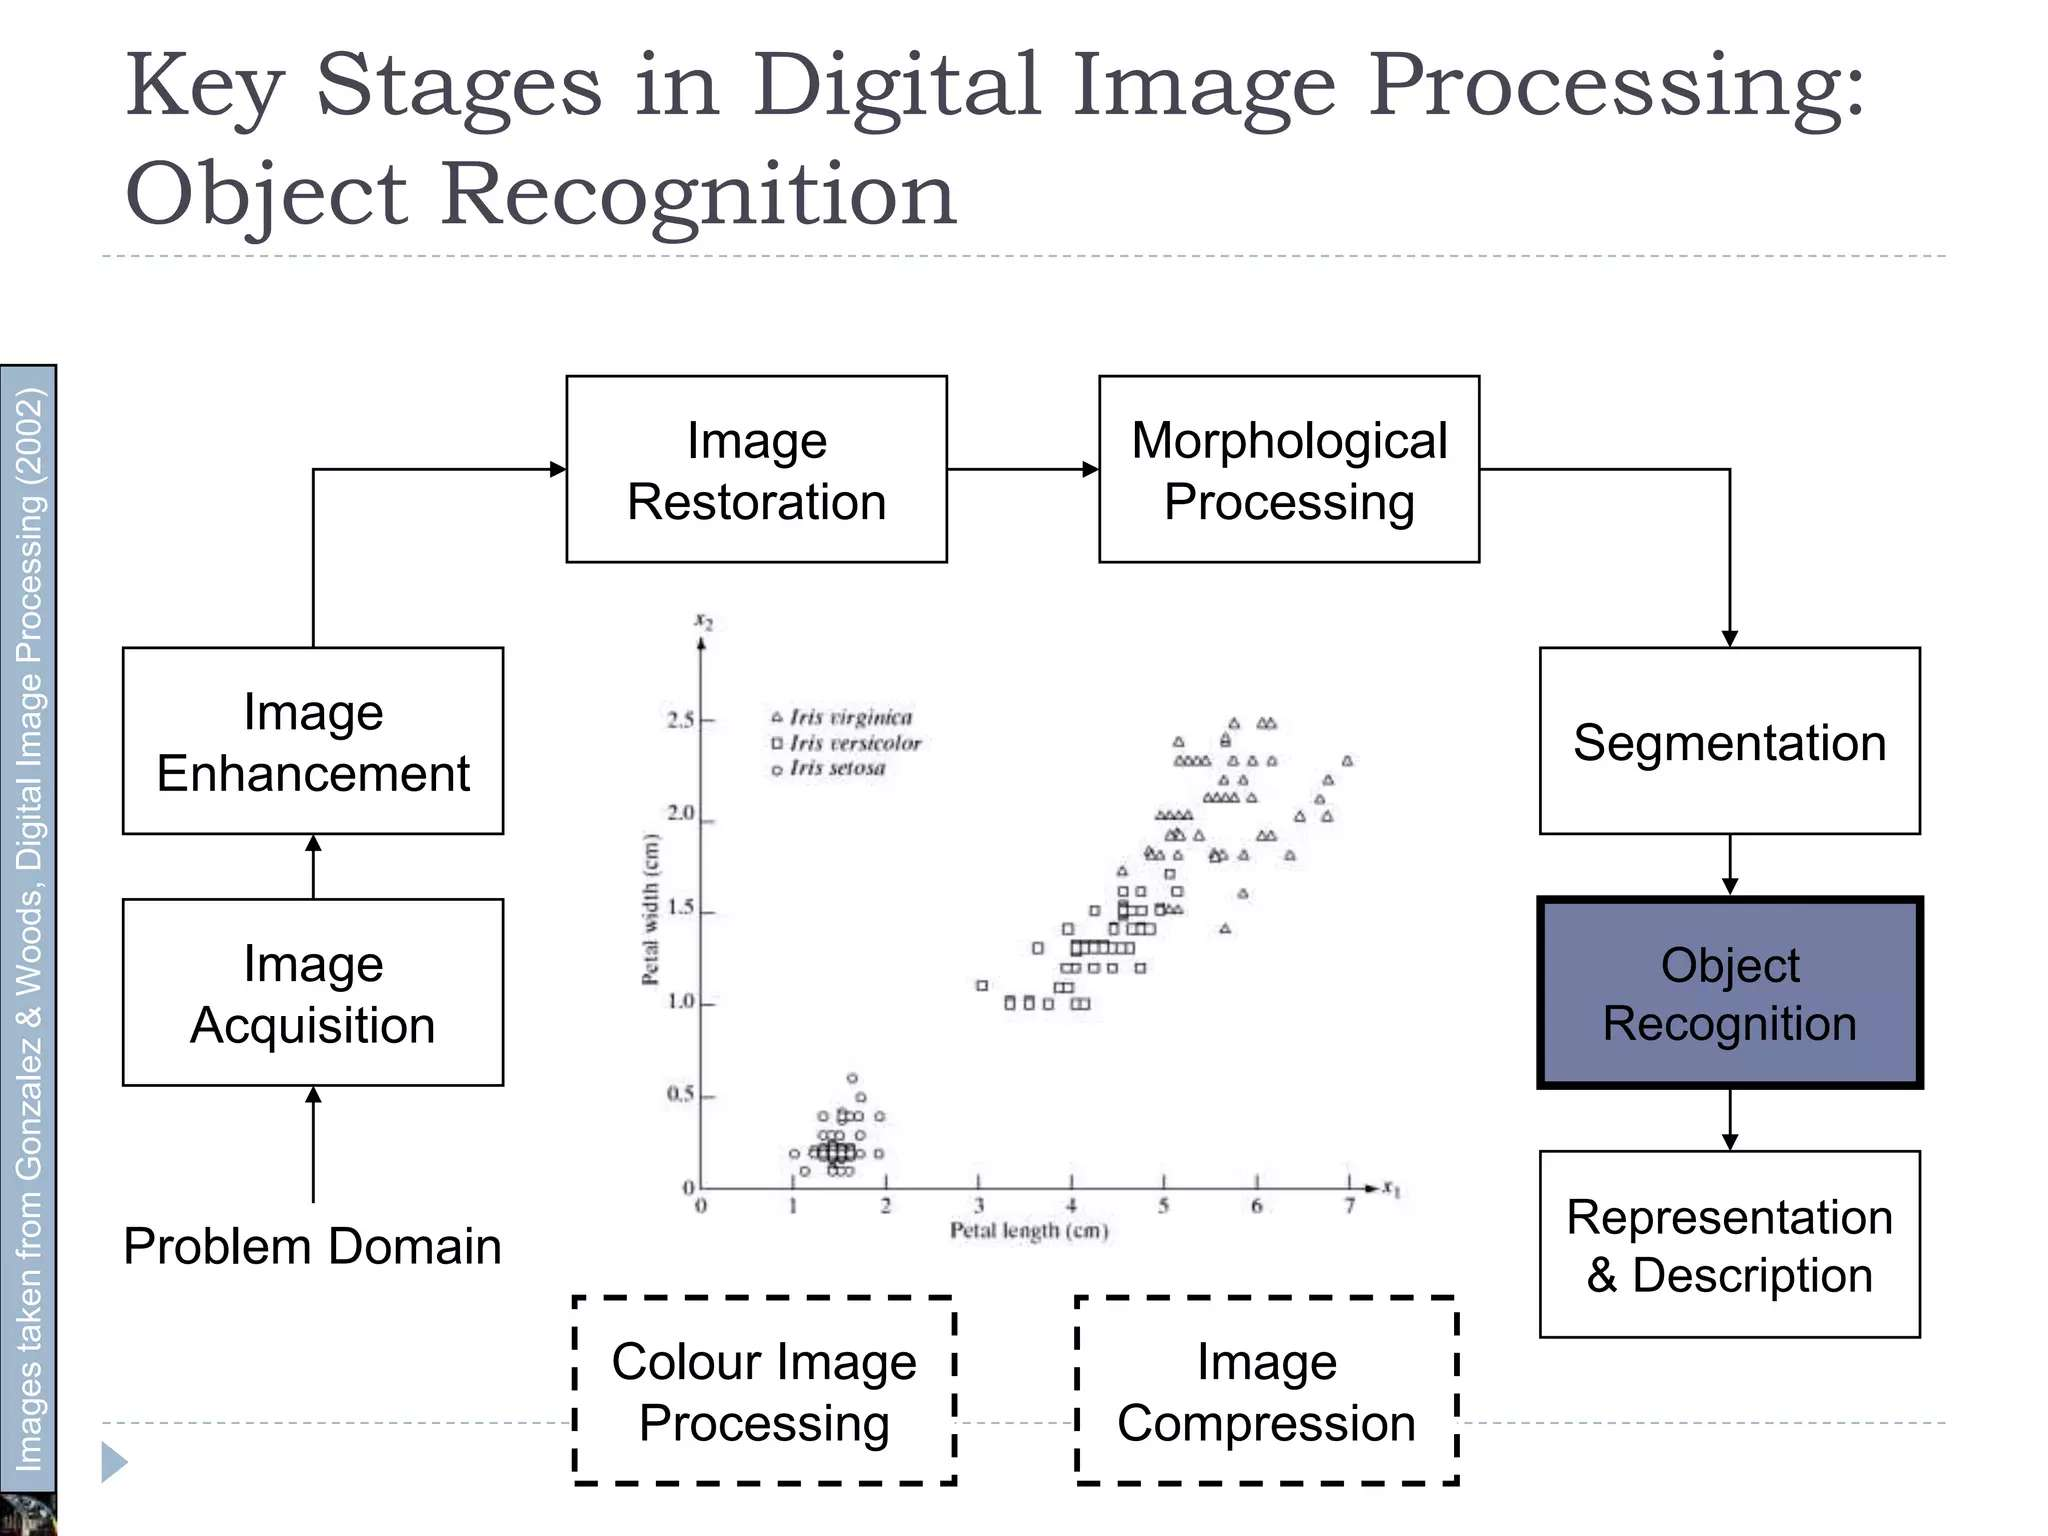 Key Stages in Digital Image Processing:
Object Recognition
Images taken from Gonzalez & Woods, Digital Image Processing (2002)
Image
Restoration
Morphological
Processing
Image
Enhancement
Segmentation
Image
Acquisition
Object
Recognition
Problem Domain
Representation
& Description
x2
2.5
2.0
1.5
1.0
0.5
0
Petal width (cm)
Iris virginica
Iris versicolor
Iris setosa
0 1 2 3 4 5 6 7
x1
Petal length (cm)
Colour Image
Processing
Image
Compression